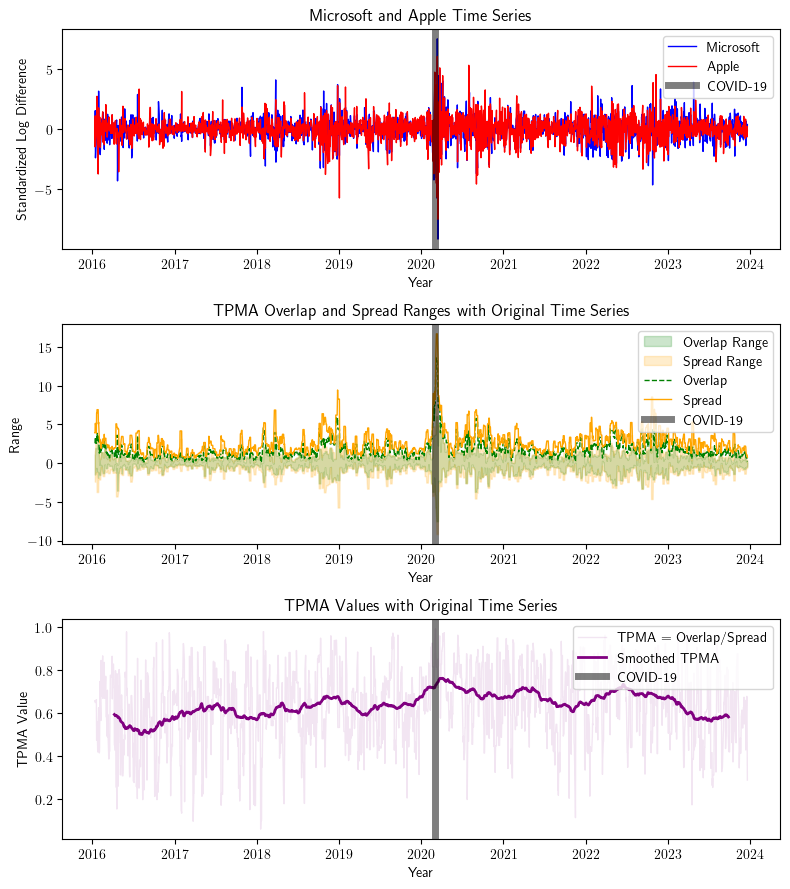 Microsoft and Apple Time Series
Standardized Log Difference
5
0
−5
Microsoft
Apple
COVID-19
2016 2017 2018 2019 2020 2021 2022 2023 2024
Year
TPMA Overlap and Spread Ranges with Original Time Series
Range
15
10
5
0
−5
−10
Overlap Range
Spread Range
Overlap
Spread
COVID-19
2016 2017 2018 2019 2020 2021 2022 2023 2024
Year
TPMA Values with Original Time Series
TPMA Value
1.0
0.8
0.6
0.4
0.2
TPMA = Overlap/Spread
Smoothed TPMA
COVID-19
2016 2017 2018 2019 2020 2021 2022 2023 2024
Year